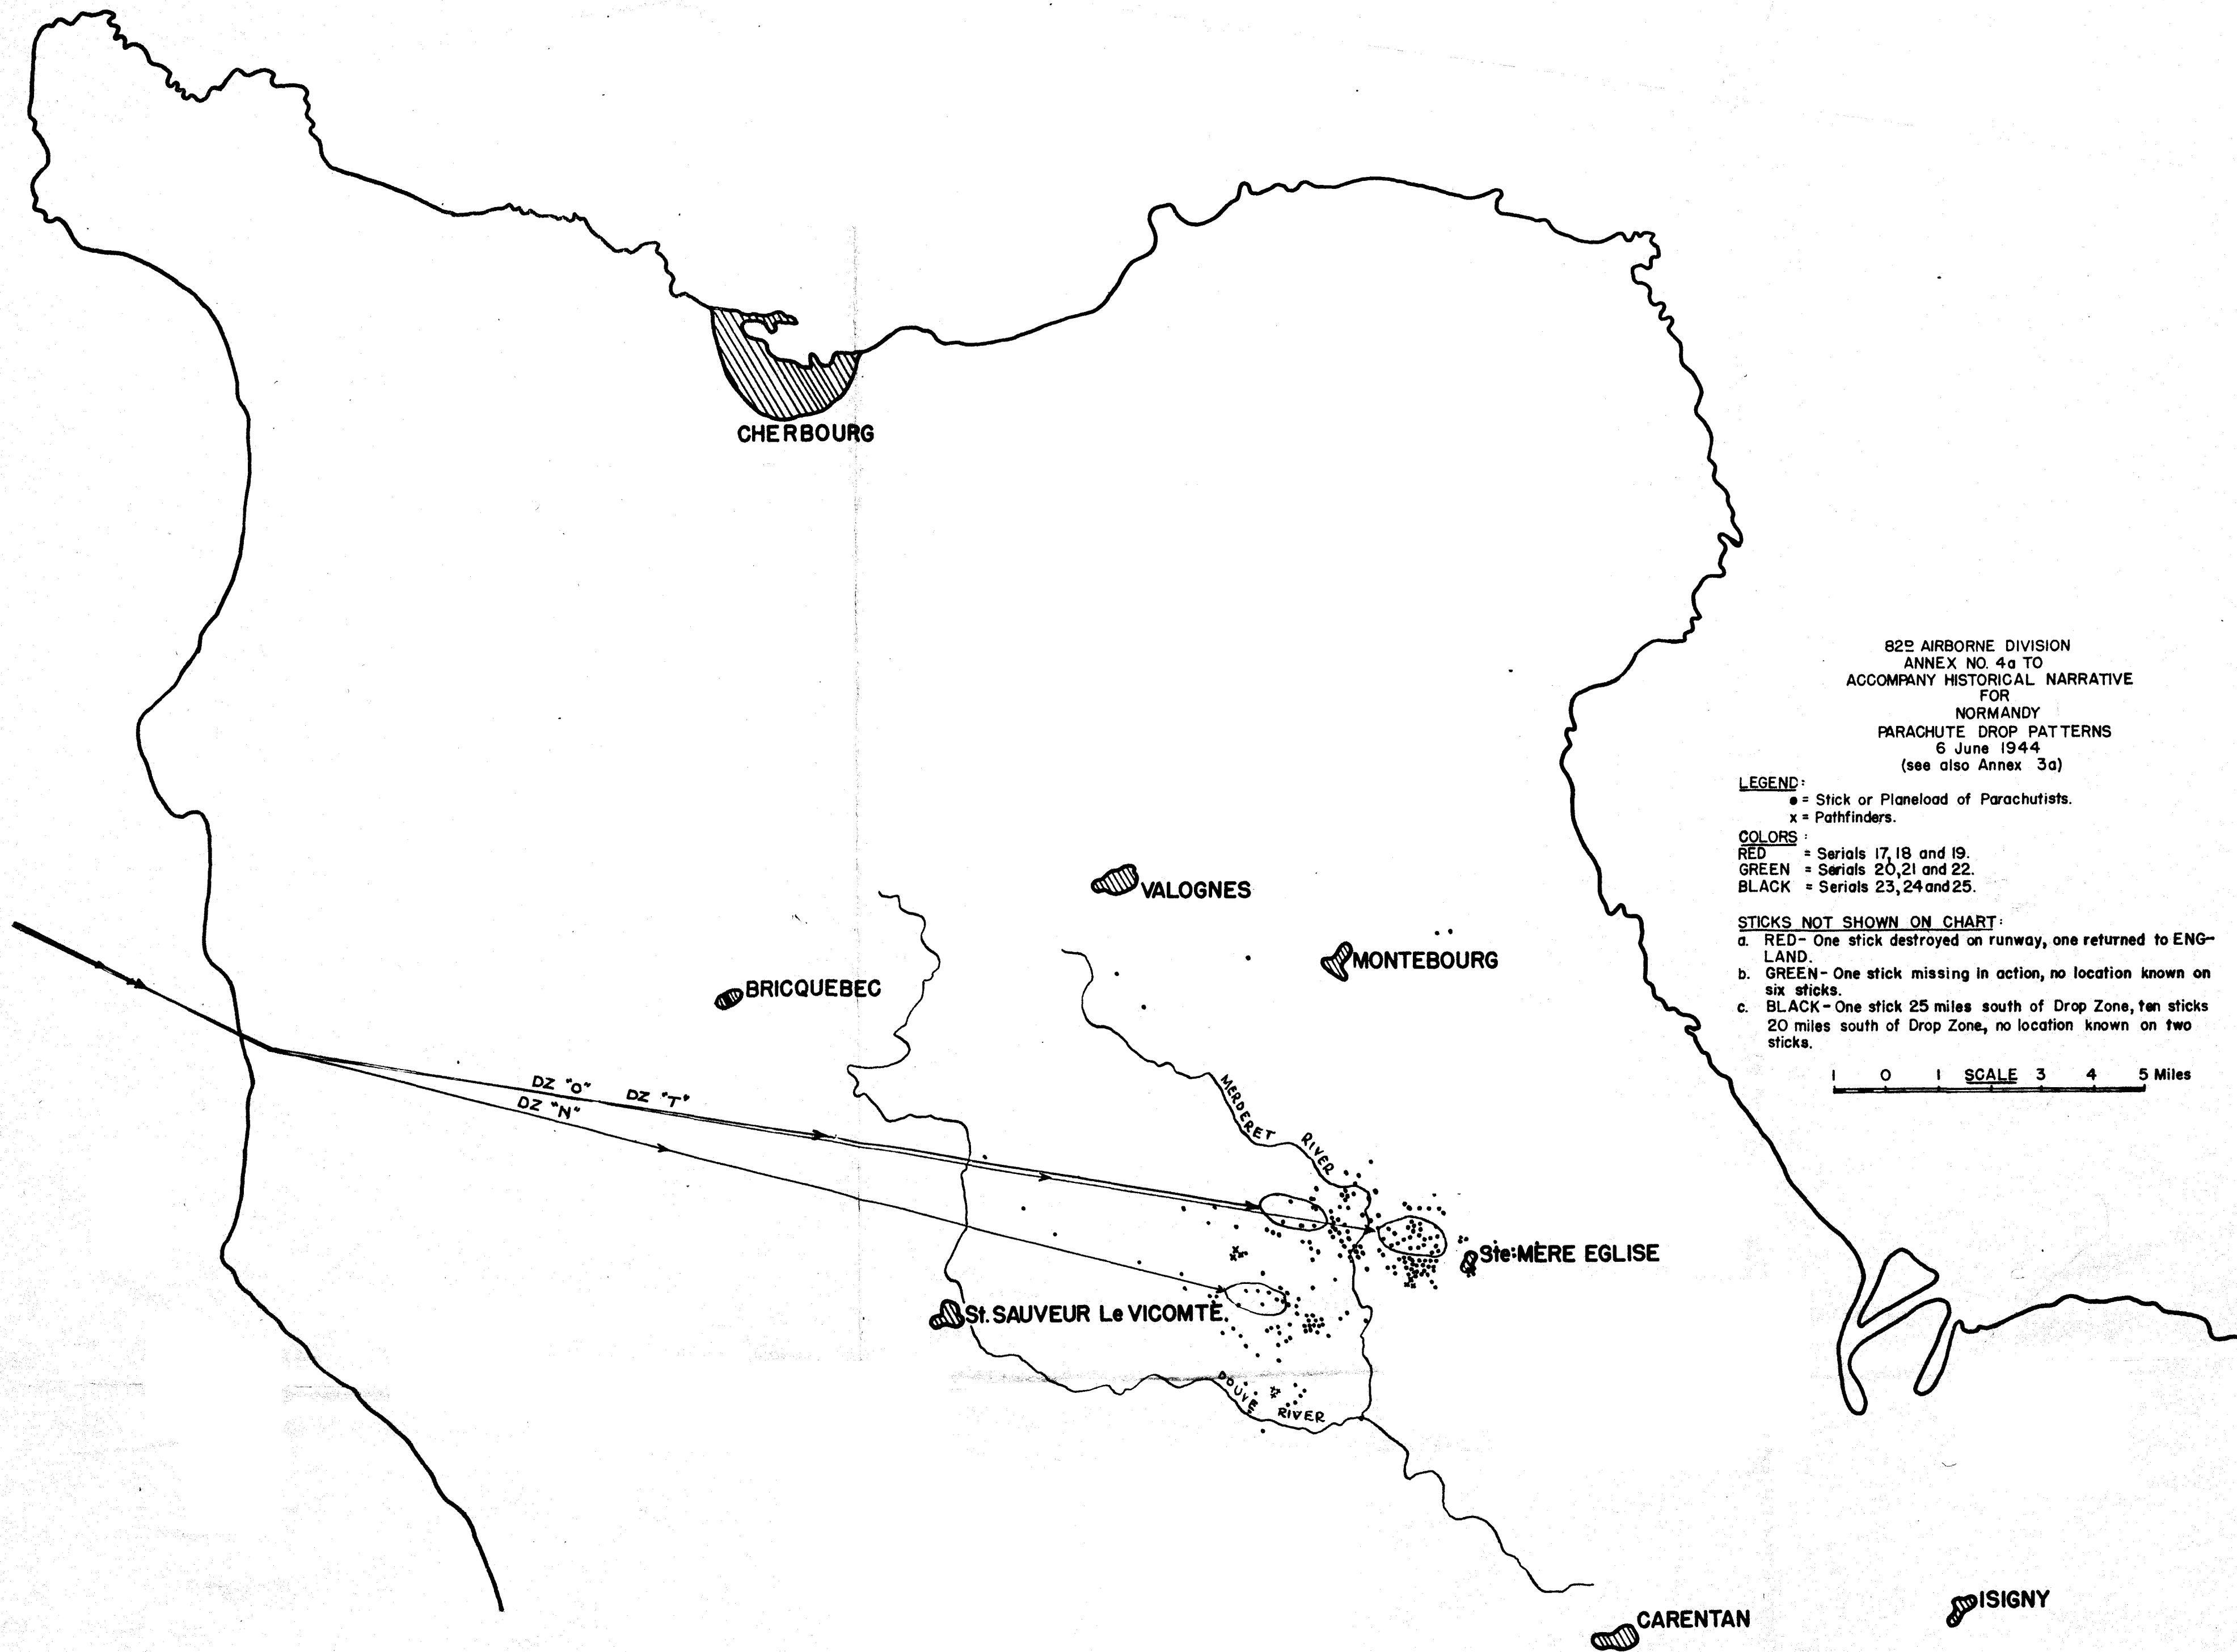 CHERBOURG
82D AIRBORNE DIVISION
ANNEX NO. 4a TO
ACCOMPANY HISTORICAL NARRATIVE
FOR
NORMANDY
PARACHUTE DROP PATTERNS
6 June 1944
(see also Annex 3a)
LEGEND:
● = Stick or Planeload of Parachutists.
x = Pathfinders.
COLORS:
RED = Serials 17, 18 and 19.
GREEN = Serials 20, 21 and 22.
BLACK = Serials 23, 24 and 25.
STICKS NOT SHOWN ON CHART:
a. RED- One stick destroyed on runway, one returned to ENG-
LAND.
b. GREEN- One stick missing in action, no location known on
six sticks.
c. BLACK- One stick 25 miles south of Drop Zone, ten sticks
20 miles south of Drop Zone, no location known on two
sticks.
1 0 1 SCALE 3 4 5 Miles
VALOGNES
MONTEBOURG
BRICQUEBEC
DZ "O" DZ "T"
DZ "N"
MERDERET RIVER
Ste: MERE EGLISE
St. SAUVEUR Le VICOMTE.
DOUVE RIVER
CARENTAN
ISIGNY